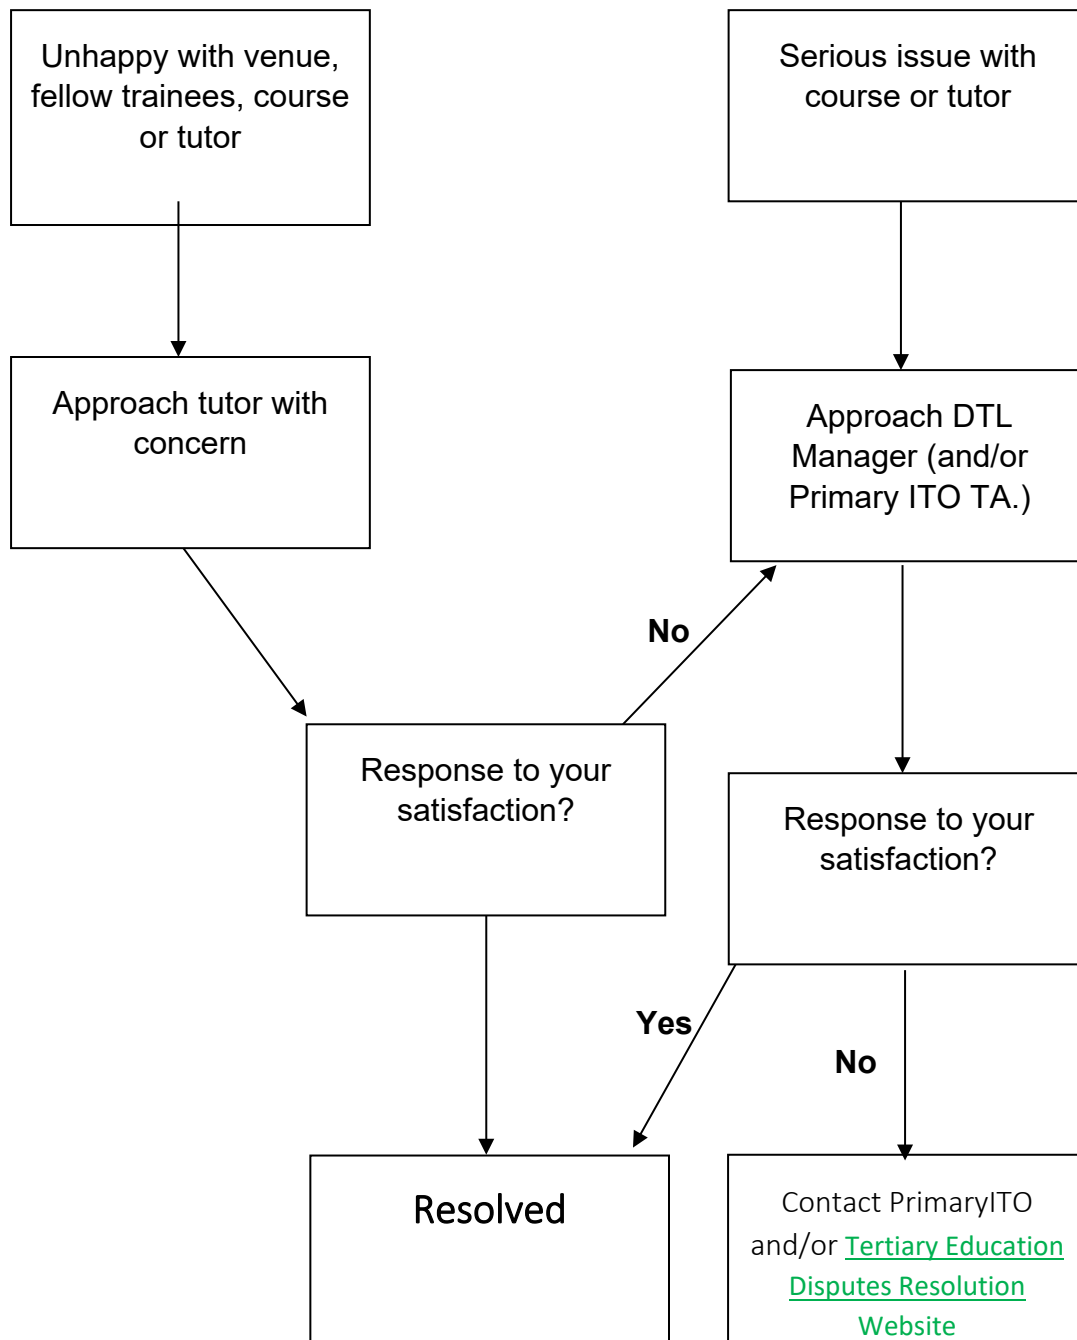 Unhappy with venue,
fellow trainees, course
or tutor
Serious issue with
course or tutor
Approach tutor with
concern
Approach DTL
Manager (and/or
Primary ITO TA.)
No
Response to your
satisfaction?
Response to your
satisfaction?
Yes
No
Resolved
Contact PrimaryITO
and/or Tertiary Education
Disputes Resolution
Website